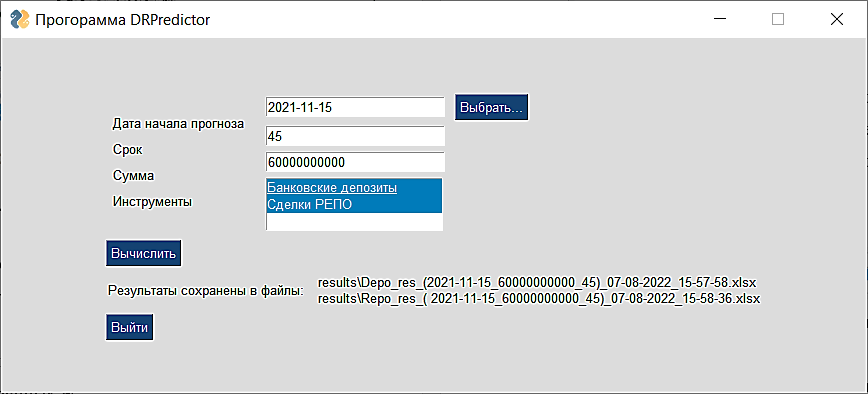 Прогорамма DRPredictor
2021-11-15 Выбрать...
Дата начала прогноза
45
Срок
60000000000
Сумма
Банковские депозиты
Инструменты
Сделки РЕПО
Вычислить
Результаты сохранены в файлы:
results\Depo_res_(2021-11-15_60000000000_45)_07-08-2022_15-57-58.xlsx
results\Repo_res_( 2021-11-15_60000000000_45)_07-08-2022_15-58-36.xlsx
Выйти